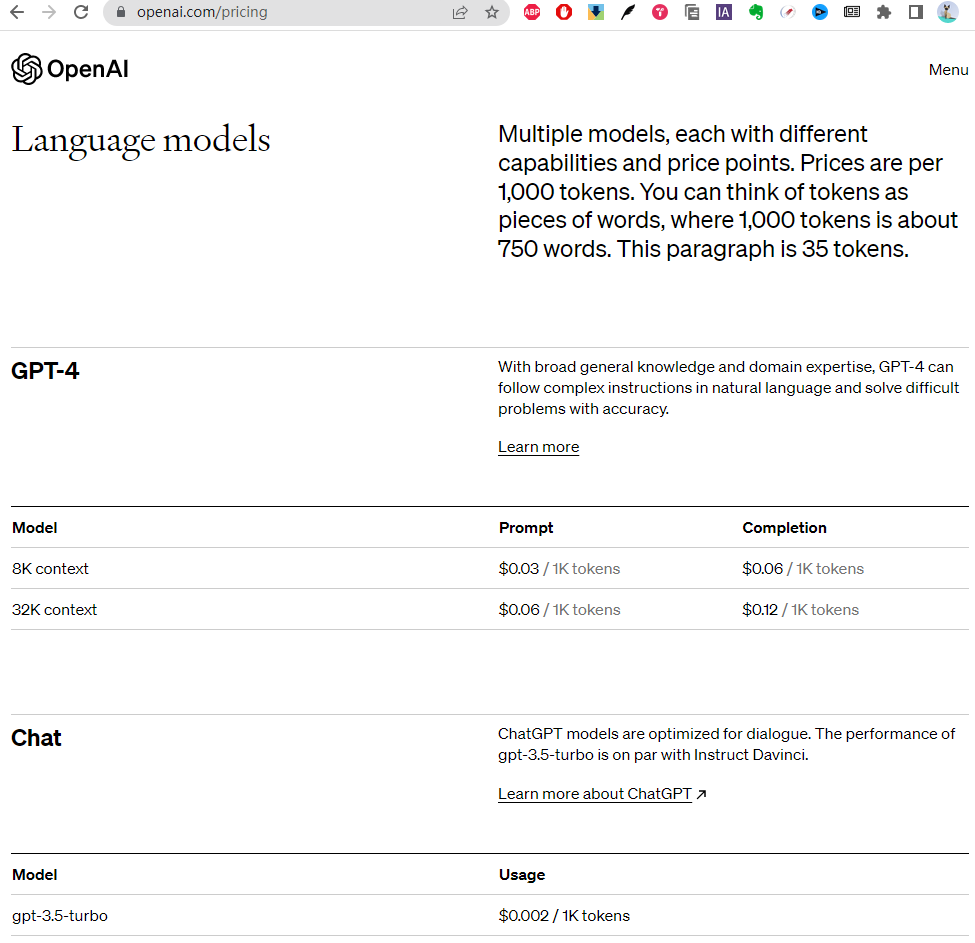 openai.com/pricing
ABP
IA
OpenAI
Menu
Language models
Multiple models, each with different
capabilities and price points. Prices are per
1,000 tokens. You can think of tokens as
pieces of words, where 1,000 tokens is about
750 words. This paragraph is 35 tokens.
GPT-4
With broad general knowledge and domain expertise, GPT-4 can
follow complex instructions in natural language and solve difficult
problems with accuracy.
Learn more
Model Prompt Completion
8K context $0.03 / 1K tokens $0.06 / 1K tokens
32K context $0.06 / 1K tokens $0.12 / 1K tokens
Chat
ChatGPT models are optimized for dialogue. The performance of
gpt-3.5-turbo is on par with Instruct Davinci.
Learn more about ChatGPT ↗
Model Usage
gpt-3.5-turbo $0.002 / 1K tokens